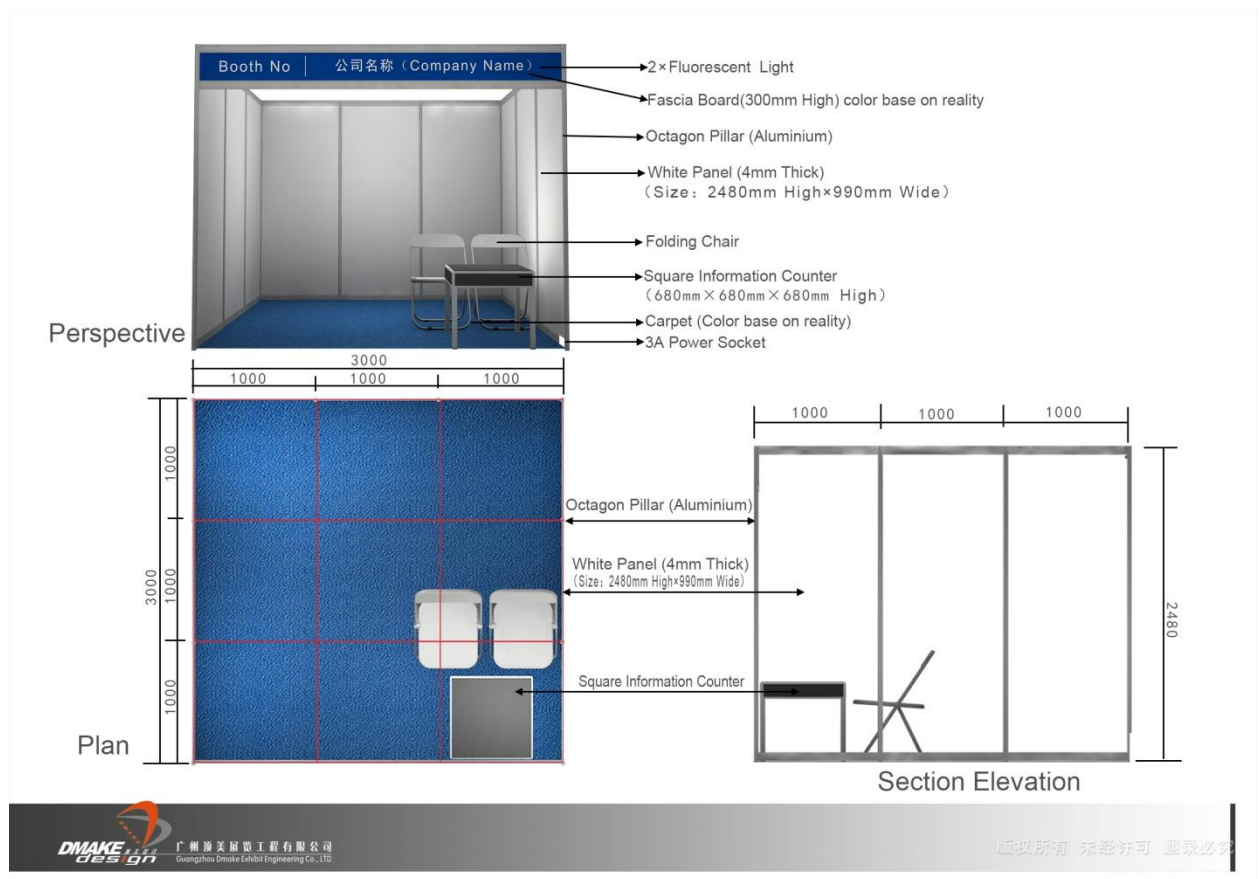 Booth No 公司名称（Company Name）
2×Fluorescent Light
Fascia Board(300mm High) color base on reality
Octagon Pillar (Aluminium)
White Panel (4mm Thick)
（Size：2480mm High×990mm Wide）
Folding Chair
Square Information Counter
（680mm×680mm×680mm High）
Carpet (Color base on reality)
3A Power Socket
Perspective
3000
1000 1000 1000
3000
1000
1000
1000
Plan
Octagon Pillar (Aluminium)
White Panel (4mm Thick)
(Size: 2480mm High×990mm Wide)
Square Information Counter
1000 1000 1000
2480
Section Elevation
DMAKE
design
广州顶美展览工程有限公司
Guangzhou Dmake Exhibit Engineering Co., LTD
版权所有 未经许可 翻录必究